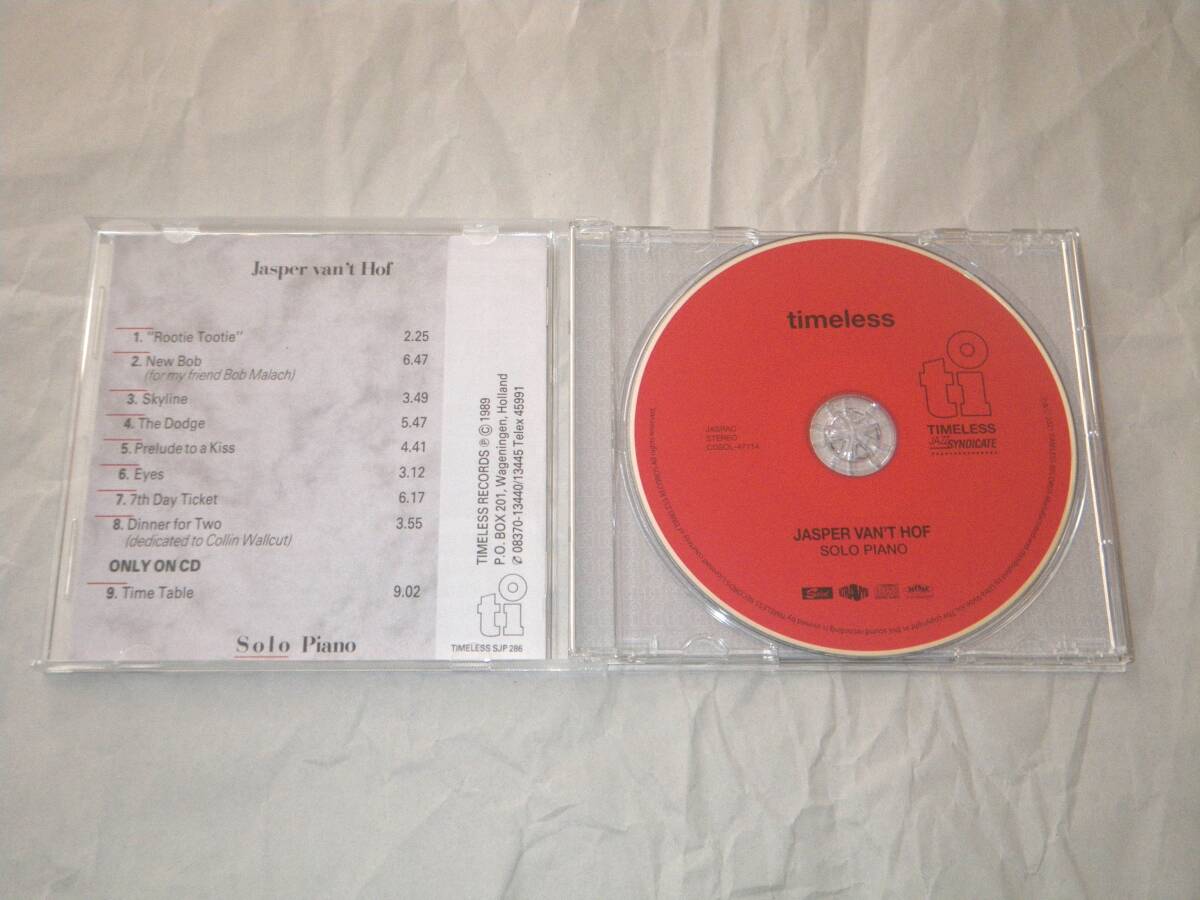 Jasper van't Hof
1. "Rootie Tootie" 2.25
2. New Bob 6.47
(for my friend Bob Malach)
3. Skyline 3.49
4. The Dodge 5.47
5. Prelude to a Kiss 4.41
6. Eyes 3.12
7. 7th Day Ticket 6.17
8. Dinner for Two 3.55
(dedicated to Collin Wallcut)
ONLY ON CD
9. Time Table 9.02
Solo Piano
TIMELESS RECORDS ℗ © 1989
P.O. BOX 201, Wageningen, Holland
✆ 08370-13440/13445 Telex 45991
tio
TIMELESS SJP 286
timeless
tio
TIMELESS
JAZZ SYNDICATE
JASRAC
STEREO
CDSOL-47114
JASPER VAN'T HOF
SOLO PIANO